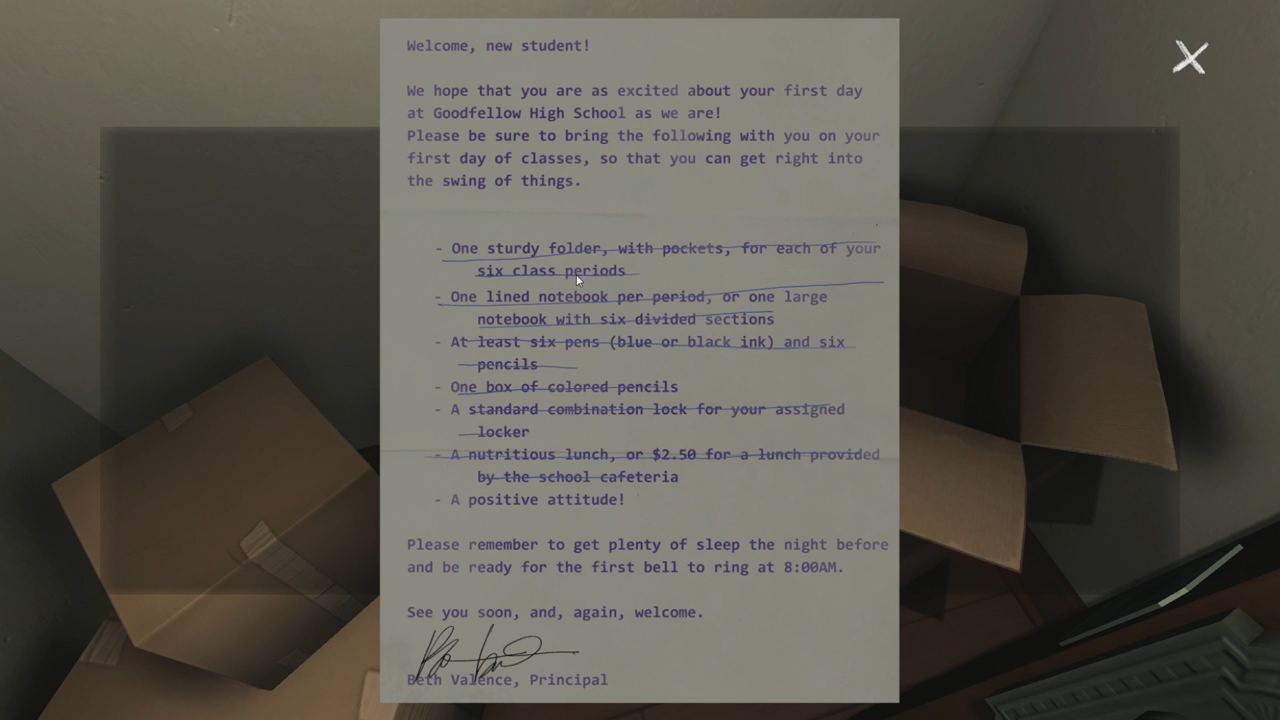 Welcome, new student!
We hope that you are as excited about your first day
at Goodfellow High School as we are!
Please be sure to bring the following with you on your
first day of classes, so that you can get right into
the swing of things.
- One sturdy folder, with pockets, for each of your
six class periods
- One lined notebook per period, or one large
notebook with six divided sections
- At least six pens (blue or black ink) and six
pencils
- One box of colored pencils
- A standard combination lock for your assigned
locker
- A nutritious lunch, or $2.50 for a lunch provided
by the school cafeteria
- A positive attitude!
Please remember to get plenty of sleep the night before
and be ready for the first bell to ring at 8:00AM.
See you soon, and, again, welcome.
Beth Valence, Principal